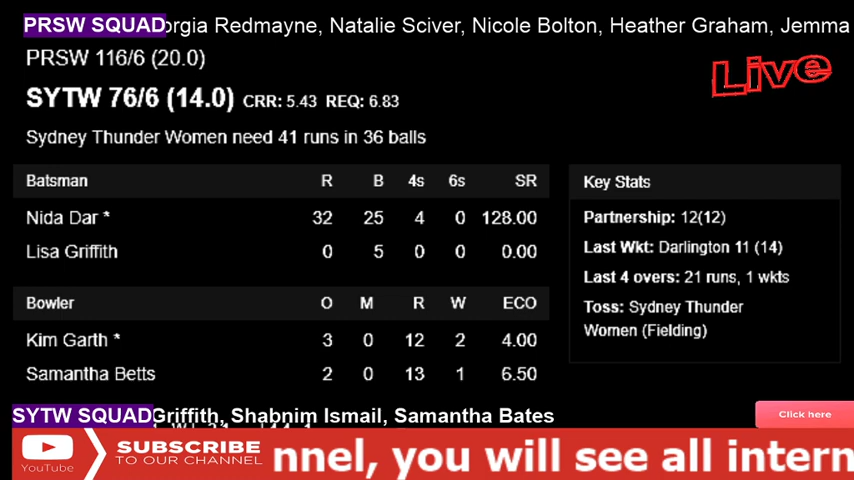 PRSW SQUAD orgia Redmayne, Natalie Sciver, Nicole Bolton, Heather Graham, Jemma
PRSW 116/6 (20.0)
Live
SYTW 76/6 (14.0) CRR: 5.43 REQ: 6.83
Sydney Thunder Women need 41 runs in 36 balls
Batsman R B 4s 6s SR
Nida Dar * 32 25 4 0 128.00
Lisa Griffith 0 5 0 0 0.00
Bowler O M R W ECO
Kim Garth * 3 0 12 2 4.00
Samantha Betts 2 0 13 1 6.50
Key Stats
Partnership: 12(12)
Last Wkt: Darlington 11 (14)
Last 4 overs: 21 runs, 1 wkts
Toss: Sydney Thunder
Women (Fielding)
SYTW SQUAD Griffith, Shabnim Ismail, Samantha Bates
Click here
YouTube
SUBSCRIBE
TO OUR CHANNEL
nnel, you will see all intern